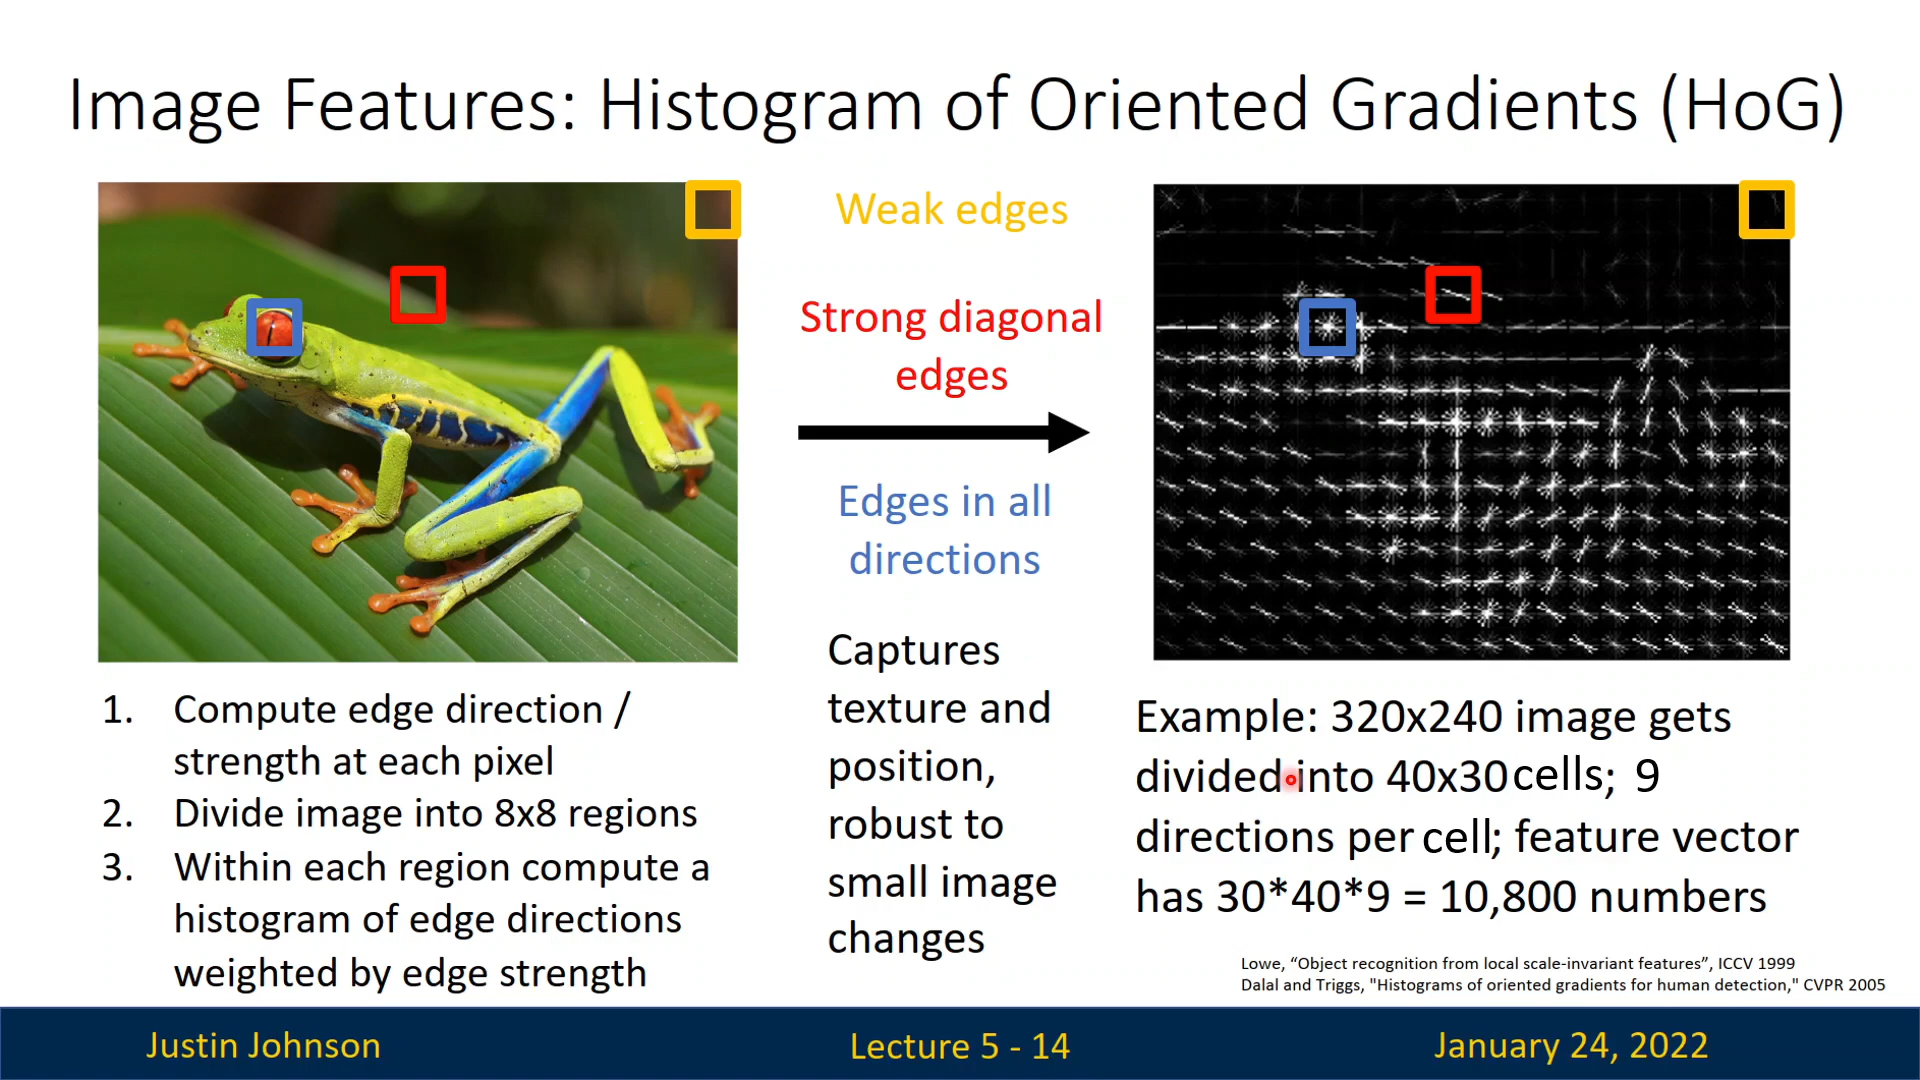 Image Features: Histogram of Oriented Gradients (HoG)
Weak edges
Strong diagonal
edges
Edges in all
directions
Captures
texture and
position,
robust to
small image
changes
1. Compute edge direction /
strength at each pixel
2. Divide image into 8x8 regions
3. Within each region compute a
histogram of edge directions
weighted by edge strength
Example: 320x240 image gets
divided into 40x30 cells; 9
directions per cell; feature vector
has 30*40*9 = 10,800 numbers
Lowe, “Object recognition from local scale-invariant features”, ICCV 1999
Dalal and Triggs, "Histograms of oriented gradients for human detection," CVPR 2005
Justin Johnson
Lecture 5 - 14
January 24, 2022